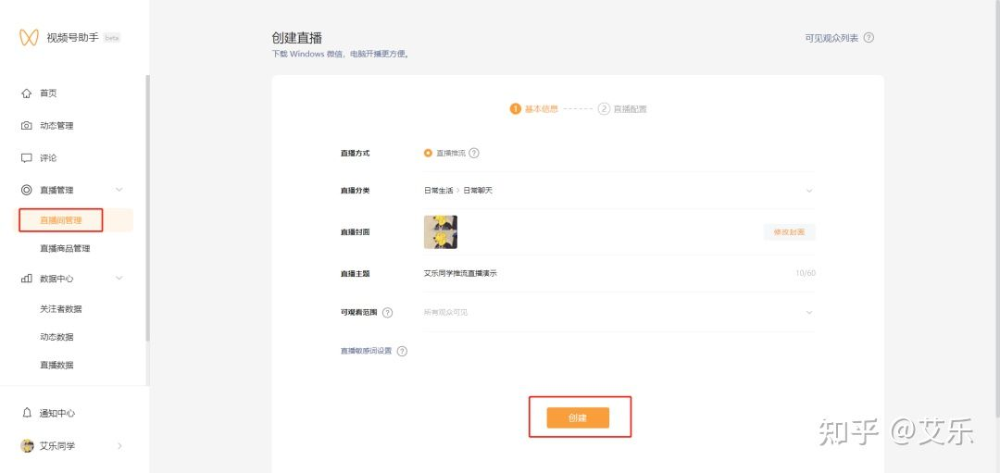 视频号助手 beta
首页
动态管理
评论
直播管理
直播间管理
直播商品管理
数据中心
关注者数据
动态数据
直播数据
通知中心
艾乐同学
创建直播
可见观众列表 ?
下载 Windows 微信，电脑开播更方便。
1 基本信息 ------ 2 直播配置
直播方式 直播推流 ?
直播分类 日常生活 > 日常聊天
直播封面 修改封面
直播主题 艾乐同学推流直播演示 10/60
可观看范围 ? 所有观众可见
直播敏感词设置 ?
创建
知乎 @艾乐